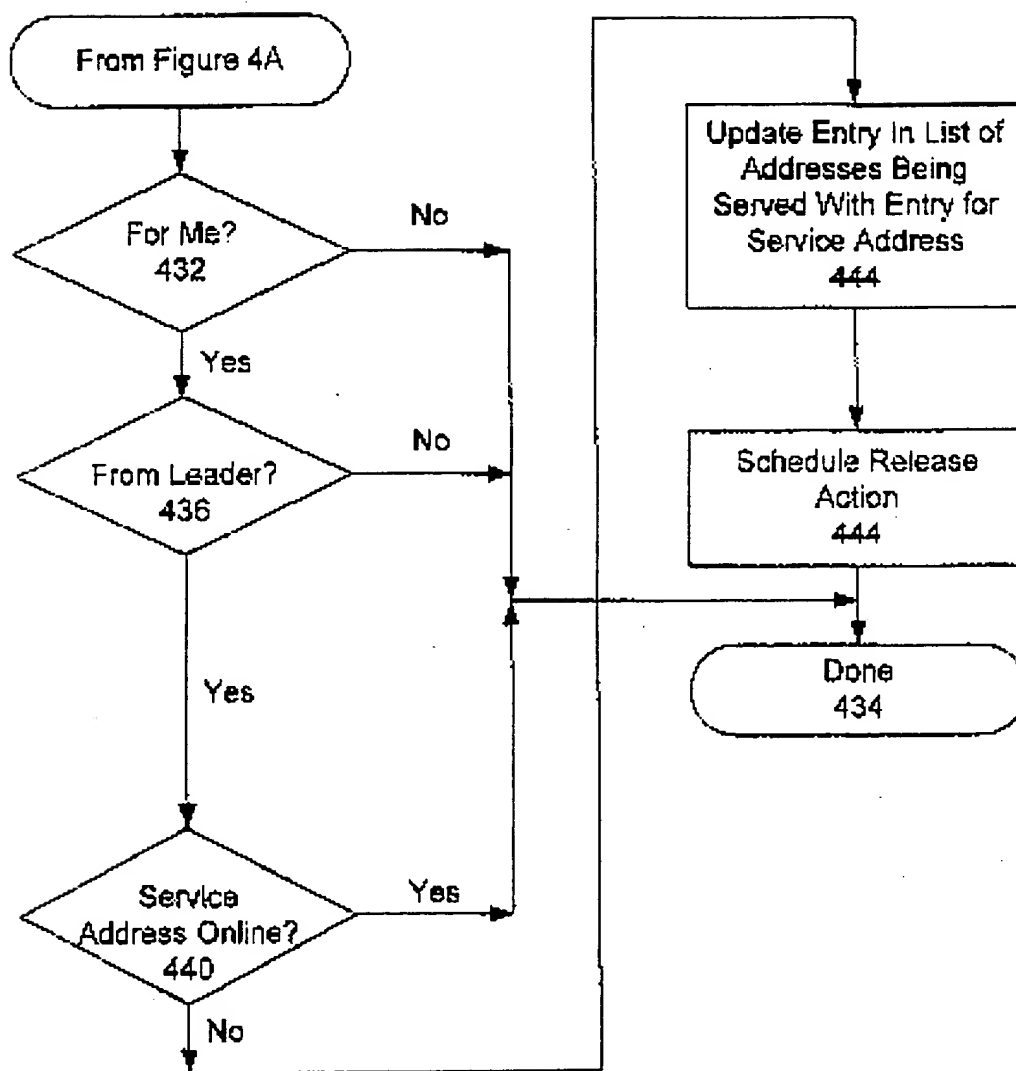 From Figure 4A
For Me?
432
No
Yes
From Leader?
436
No
Yes
Service
Address Online?
440
Yes
No
Update Entry In List of
Addresses Being
Served With Entry for
Service Address
444
Schedule Release
Action
444
Done
434